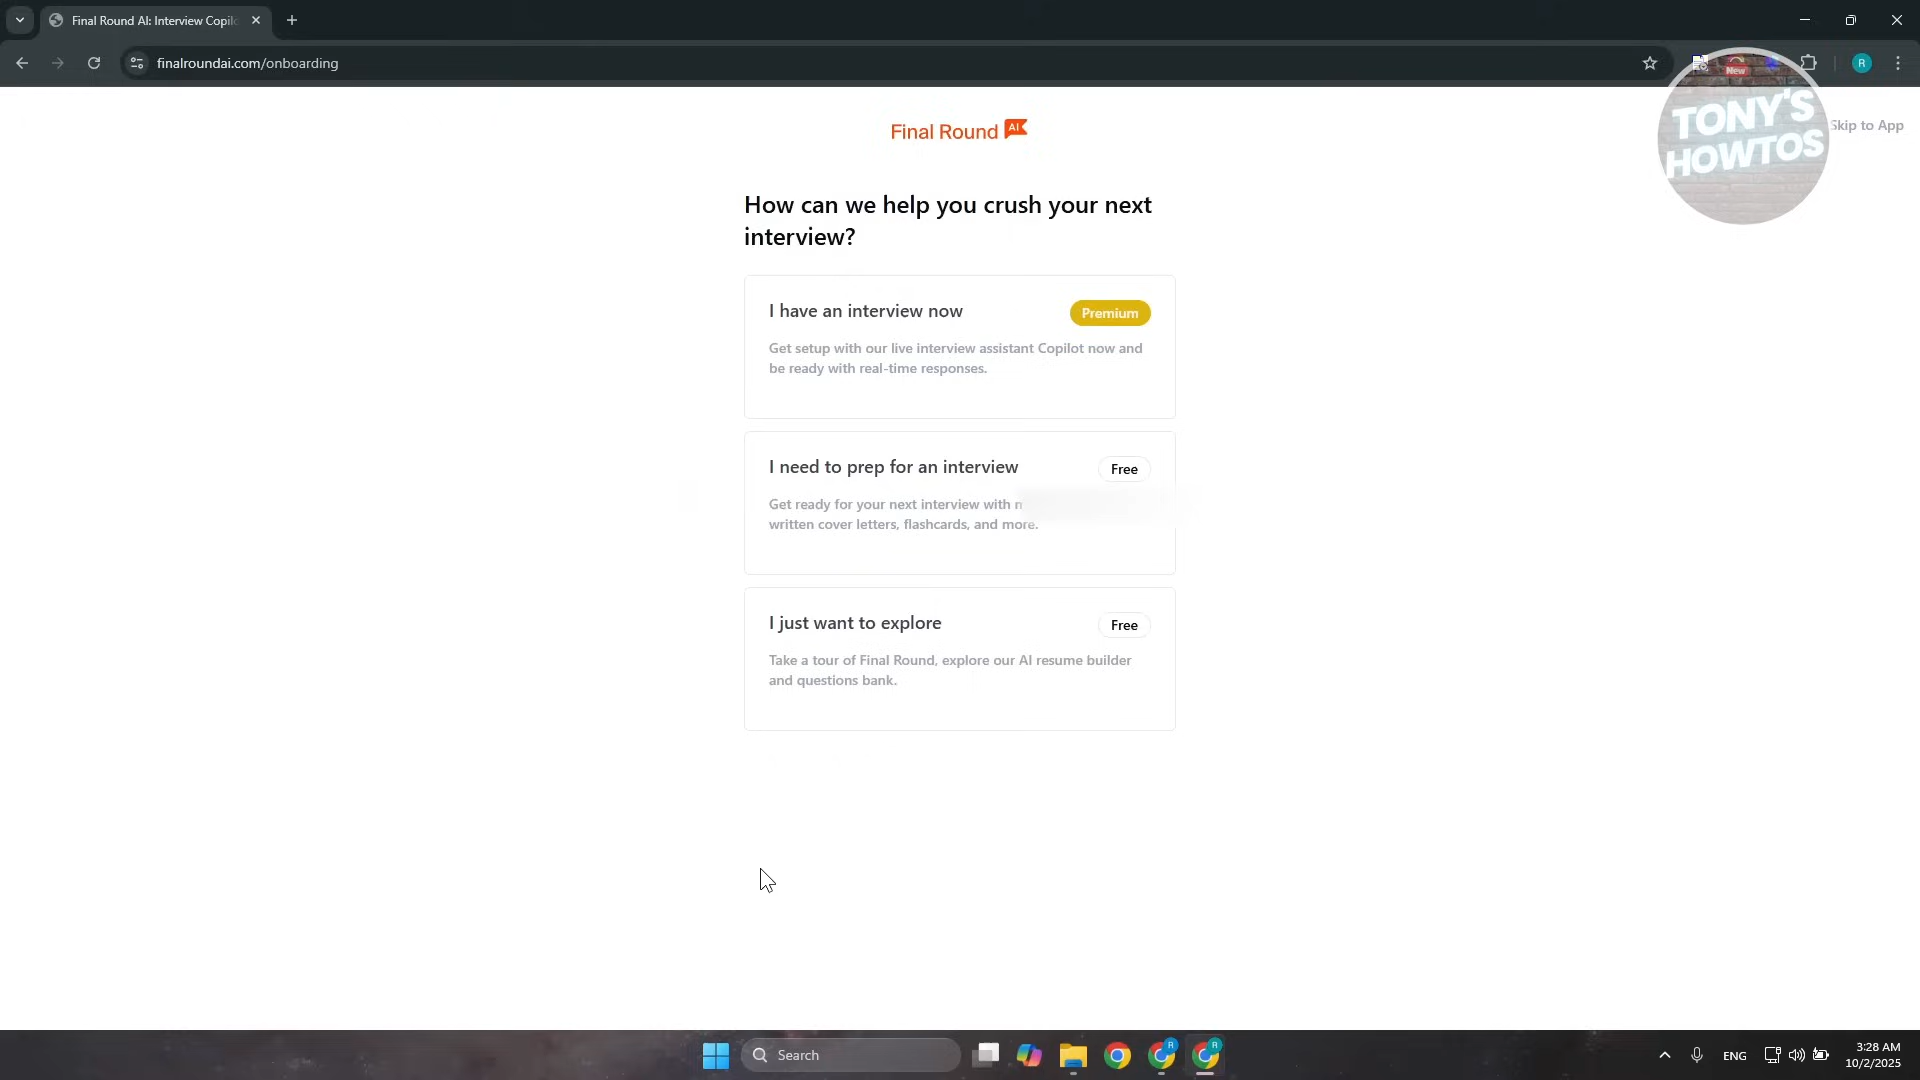 Final Round AI: Interview Copil
finalroundai.com/onboarding
R
New
TONY'S
HOWTOS
Skip to App
Final Round AI
How can we help you crush your next
interview?
I have an interview now
Premium
Get setup with our live interview assistant Copilot now and
be ready with real-time responses.
I need to prep for an interview
Free
Get ready for your next interview with
written cover letters, flashcards, and more.
I just want to explore
Free
Take a tour of Final Round, explore our AI resume builder
and questions bank.
Search
R
R
ENG
3:28 AM
10/2/2025